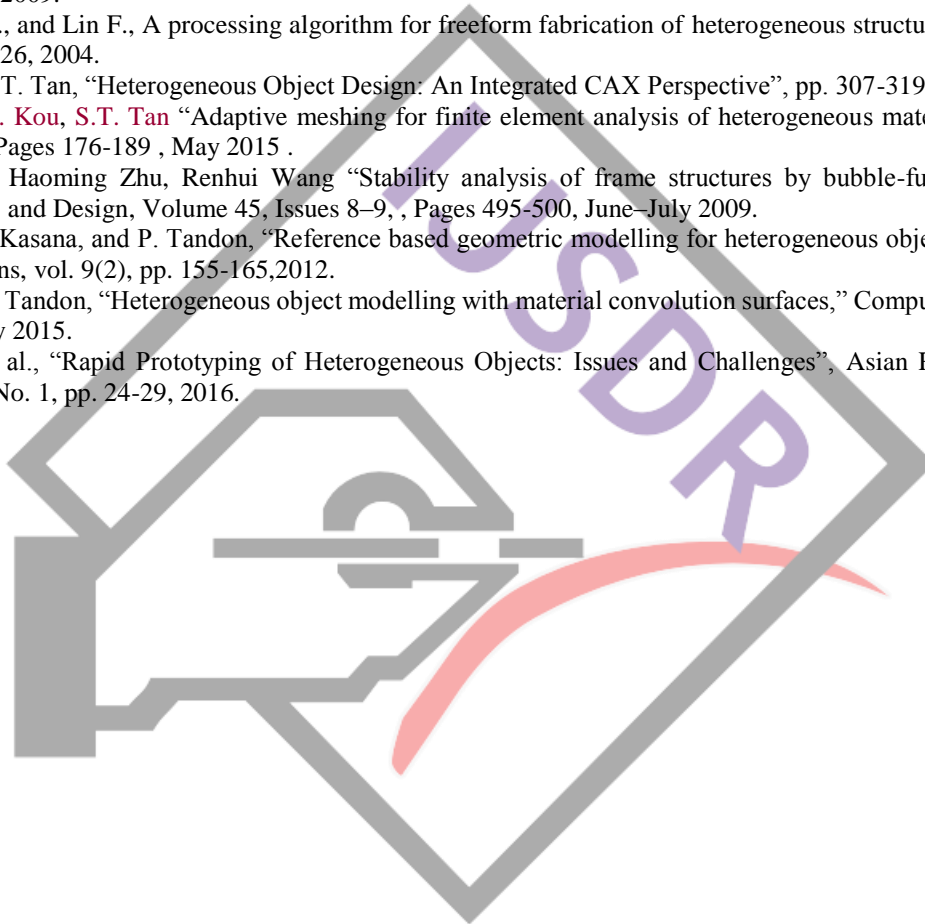 2009.
., and Lin F., A processing algorithm for freeform fabrication of heterogeneous structu
26, 2004.
T. Tan, “Heterogeneous Object Design: An Integrated CAX Perspective”, pp. 307-319
. Kou, S.T. Tan “Adaptive meshing for finite element analysis of heterogeneous mate
Pages 176-189 , May 2015 .
Haoming Zhu, Renhui Wang “Stability analysis of frame structures by bubble-fu
and Design, Volume 45, Issues 8–9, , Pages 495-500, June–July 2009.
Kasana, and P. Tandon, “Reference based geometric modelling for heterogeneous obje
ns, vol. 9(2), pp. 155-165,2012.
Tandon, “Heterogeneous object modelling with material convolution surfaces,” Compu
y 2015.
al., “Rapid Prototyping of Heterogeneous Objects: Issues and Challenges”, Asian
No. 1, pp. 24-29, 2016.
IJSDR